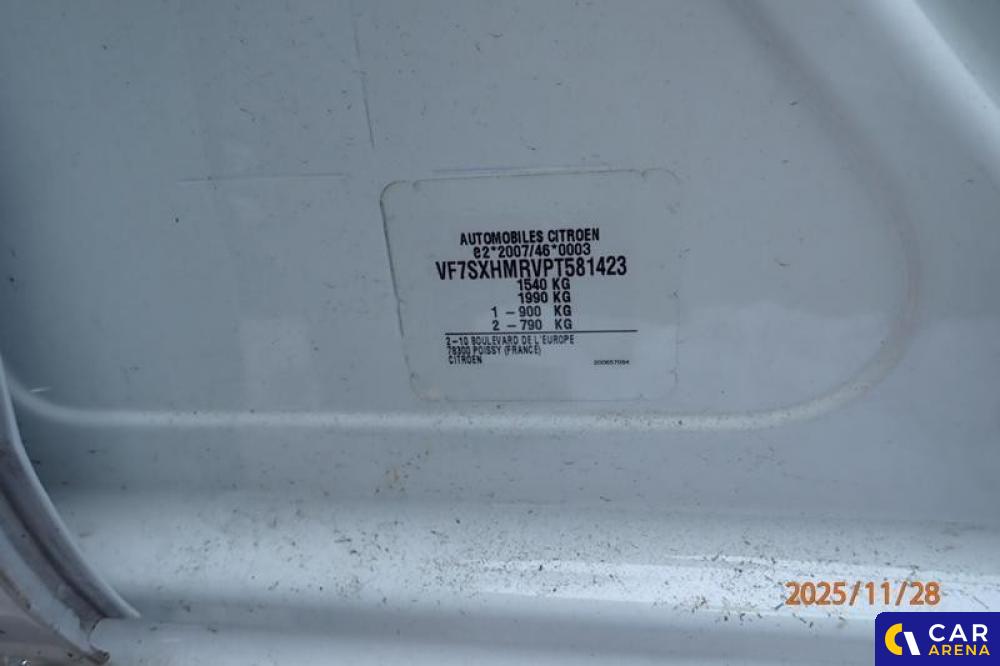 AUTOMOBILES CITROEN
e2*2007/46*0003
VF7SXHMRVPT581423
1540 KG
1990 KG
1 - 900 KG
2 - 790 KG
2-10 BOULEVARD DE L'EUROPE
78300 POISSY (FRANCE)
CITROEN
2025/11/28
CAR
ARENA